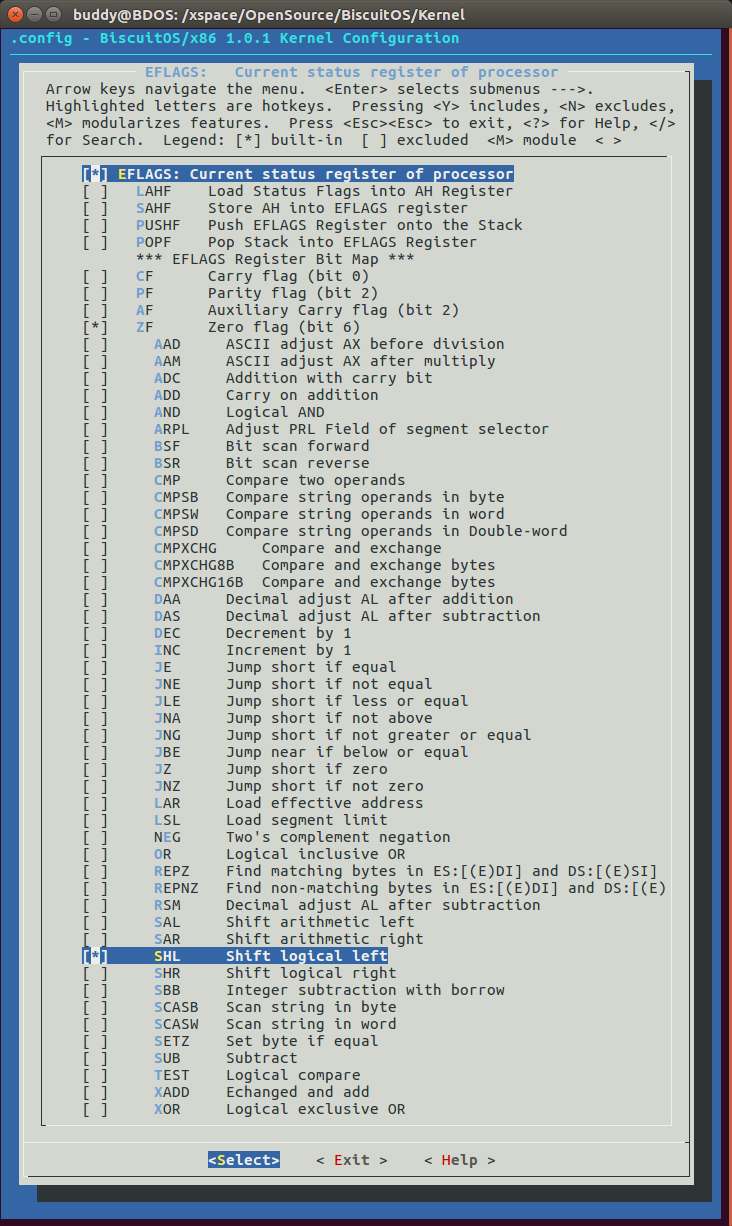 buddy@BDOS: /xspace/OpenSource/BiscuitOS/Kernel
.config - BiscuitOS/x86 1.0.1 Kernel Configuration
EFLAGS: Current status register of processor
Arrow keys navigate the menu. <Enter> selects submenus --->.
Highlighted letters are hotkeys. Pressing <Y> includes, <N> excludes,
<M> modularizes features. Press <Esc><Esc> to exit, <?> for Help, </>
for Search. Legend: [*] built-in [ ] excluded <M> module < >
[*] EFLAGS: Current status register of processor
[ ] LAHF Load Status Flags into AH Register
[ ] SAHF Store AH into EFLAGS register
[ ] PUSHF Push EFLAGS Register onto the Stack
[ ] POPF Pop Stack into EFLAGS Register
*** EFLAGS Register Bit Map ***
[ ] CF Carry flag (bit 0)
[ ] PF Parity flag (bit 2)
[ ] AF Auxiliary Carry flag (bit 2)
[*] ZF Zero flag (bit 6)
[ ] AAD ASCII adjust AX before division
[ ] AAM ASCII adjust AX after multiply
[ ] ADC Addition with carry bit
[ ] ADD Carry on addition
[ ] AND Logical AND
[ ] ARPL Adjust PRL Field of segment selector
[ ] BSF Bit scan forward
[ ] BSR Bit scan reverse
[ ] CMP Compare two operands
[ ] CMPSB Compare string operands in byte
[ ] CMPSW Compare string operands in word
[ ] CMPSD Compare string operands in Double-word
[ ] CMPXCHG Compare and exchange
[ ] CMPXCHG8B Compare and exchange bytes
[ ] CMPXCHG16B Compare and exchange bytes
[ ] DAA Decimal adjust AL after addition
[ ] DAS Decimal adjust AL after subtraction
[ ] DEC Decrement by 1
[ ] INC Increment by 1
[ ] JE Jump short if equal
[ ] JNE Jump short if not equal
[ ] JLE Jump short if less or equal
[ ] JNA Jump short if not above
[ ] JNG Jump short if not greater or equal
[ ] JBE Jump near if below or equal
[ ] JZ Jump short if zero
[ ] JNZ Jump short if not zero
[ ] LAR Load effective address
[ ] LSL Load segment limit
[ ] NEG Two's complement negation
[ ] OR Logical inclusive OR
[ ] REPZ Find matching bytes in ES:[(E)DI] and DS:[(E)SI]
[ ] REPNZ Find non-matching bytes in ES:[(E)DI] and DS:[(E)
[ ] RSM Decimal adjust AL after subtraction
[ ] SAL Shift arithmetic left
[ ] SAR Shift arithmetic right
[*] SHL Shift logical left
[ ] SHR Shift logical right
[ ] SBB Integer subtraction with borrow
[ ] SCASB Scan string in byte
[ ] SCASW Scan string in word
[ ] SETZ Set byte if equal
[ ] SUB Subtract
[ ] TEST Logical compare
[ ] XADD Echanged and add
[ ] XOR Logical exclusive OR
<Select> < Exit > < Help >